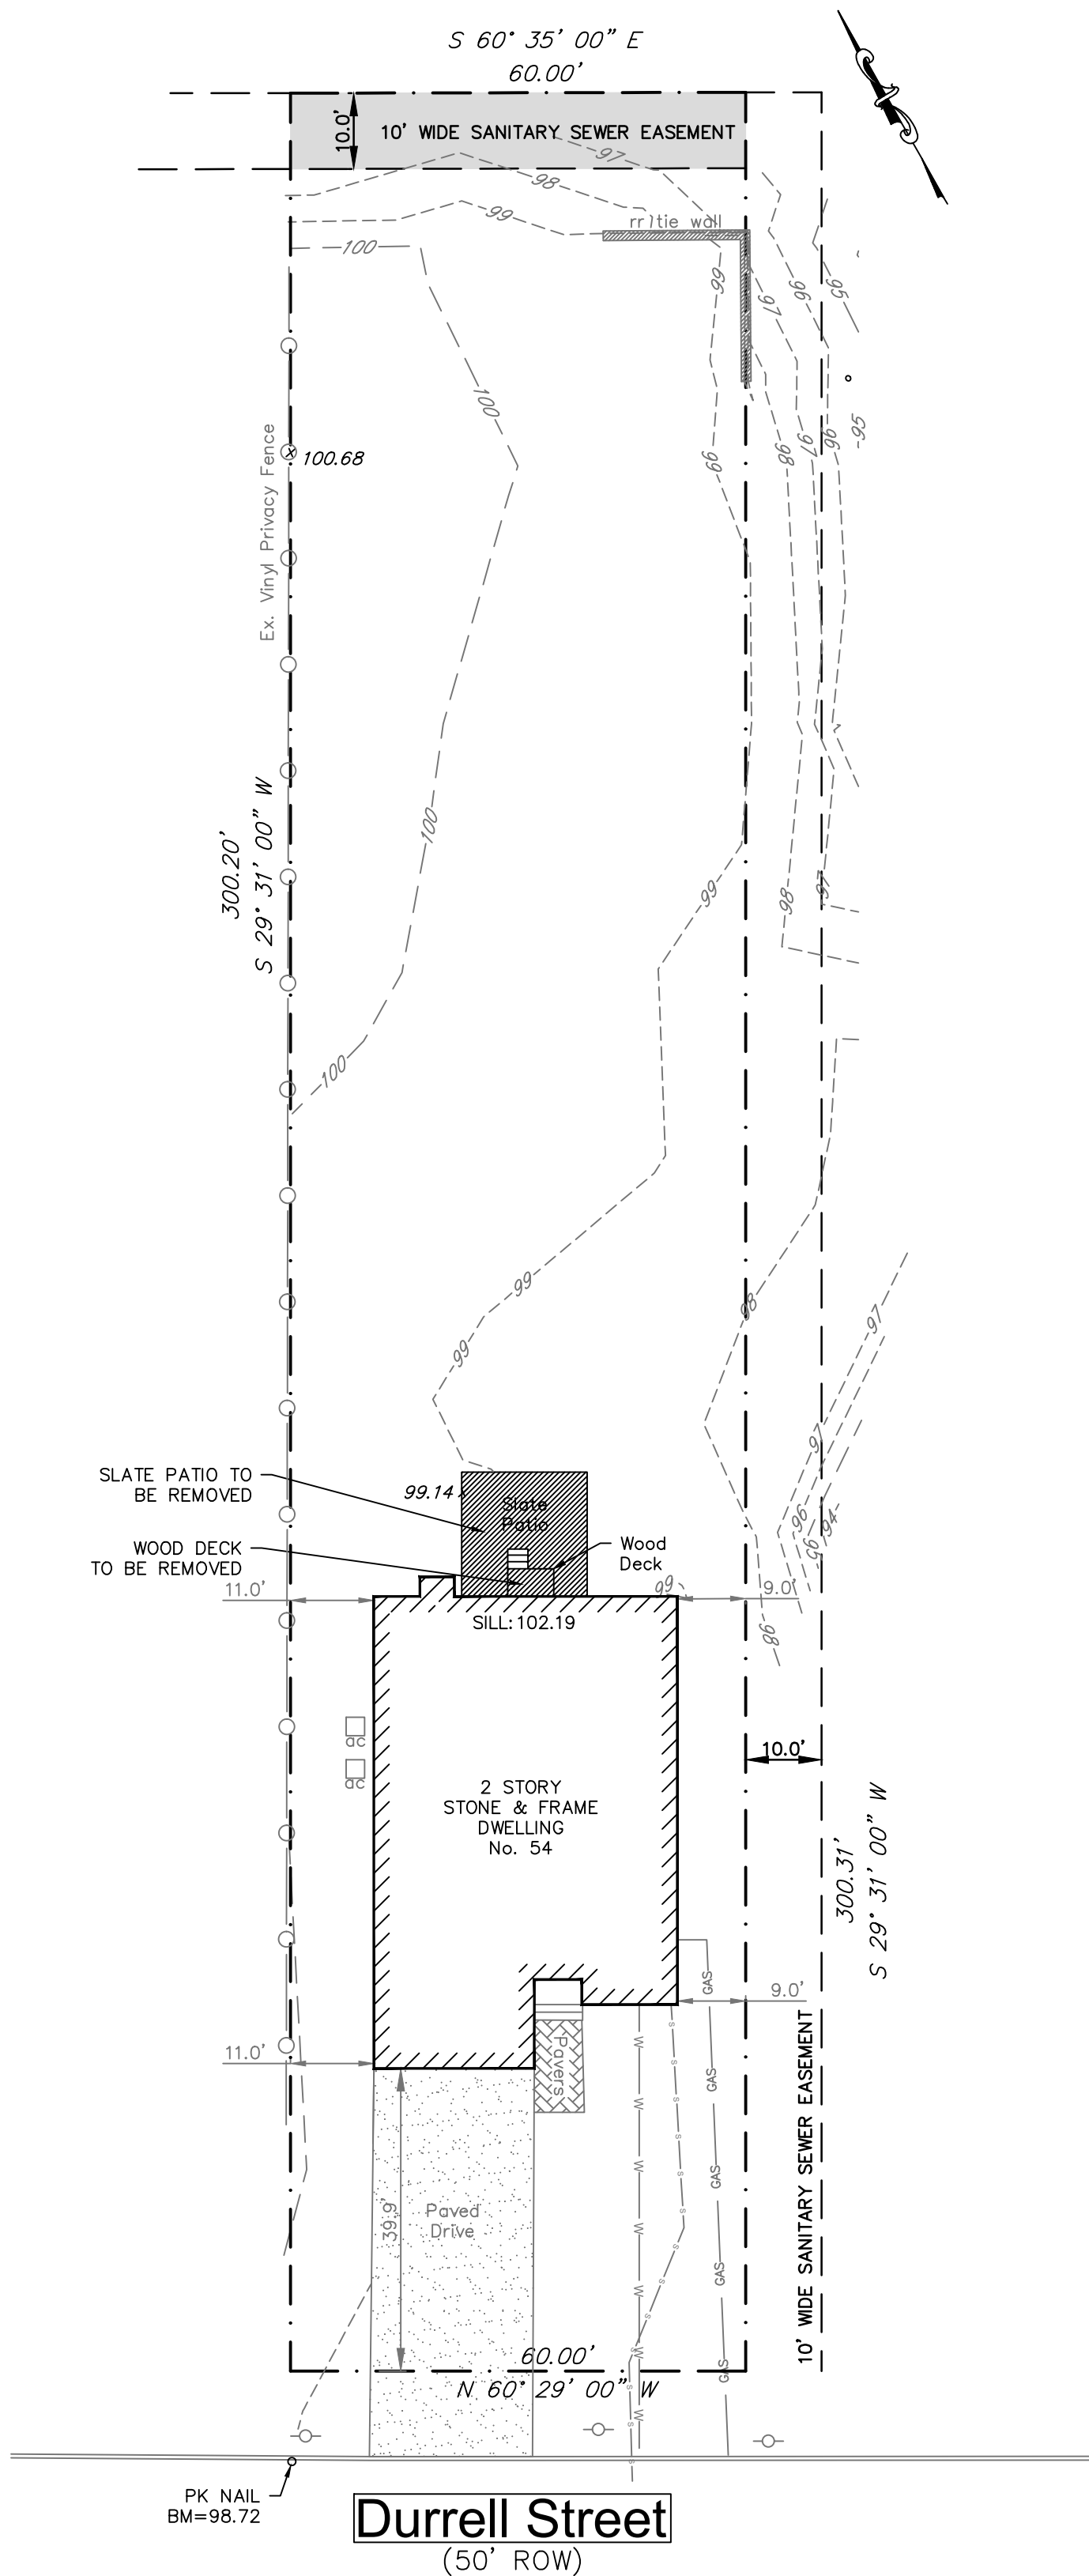 S 60° 35' 00" E
60.00'
10.0'
10' WIDE SANITARY SEWER EASEMENT
97
98
99
rr tie wall
100
99
97
96
95
100
Ex. Vinyl Privacy Fence
100.68
99
98
97
96
95
100
300.20'
S 29° 31' 00" W
99
98
97
100
99
98
97
99
SLATE PATIO TO
BE REMOVED
99.14
Slate
Patio
97
96
95
94
WOOD DECK
TO BE REMOVED
Wood
Deck
11.0'
99
9.0'
SILL: 102.19
98
ac
ac
10.0'
2 STORY
STONE & FRAME
DWELLING
No. 54
300.31'
S 29° 31' 00" W
GAS
9.0'
11.0'
Pavers
W
S
GAS
10' WIDE SANITARY SEWER EASEMENT
39.9'
Paved
Drive
W
S
GAS
W
S
GAS
60.00'
N 60° 29' 00" W
GAS
W
S
PK NAIL
BM=98.72
Durrell Street
(50' ROW)